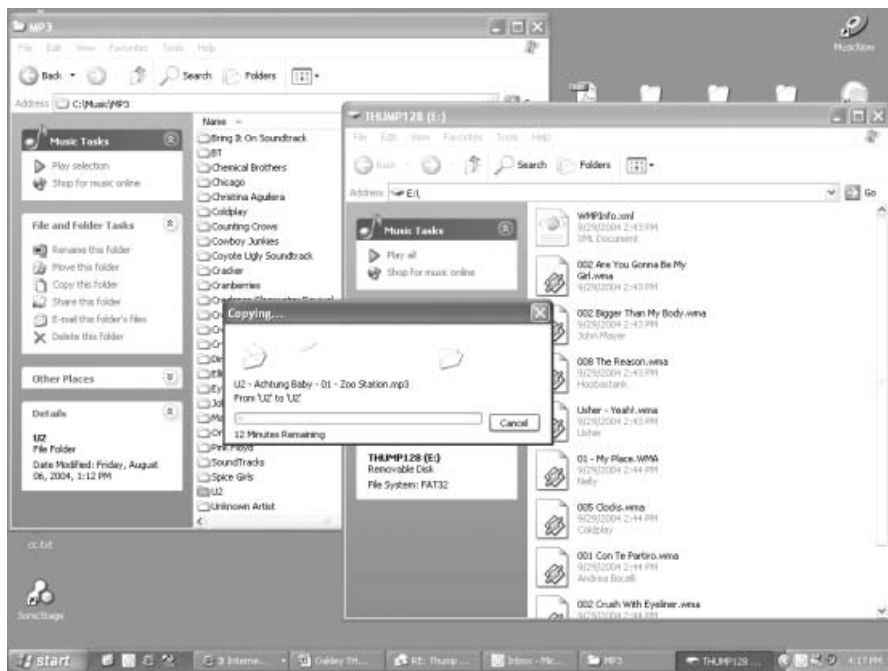 MP3
File Edit View Favorites Tools Help
Back Search Folders
Address C:\Music\MP3
Music Tasks
Play selection
Shop for music online
File and Folder Tasks
Rename this folder
Move this folder
Copy this folder
Share this folder
E-mail this folder's files
Delete this folder
Other Places
Details
U2
File Folder
Date Modified: Friday, August
06, 2004, 1:12 PM
Name
Bring It On Soundtrack
BT
Chemical Brothers
Chicago
Christina Aguilera
Coldplay
Counting Crows
Cowboy Junkies
Coyote Ugly Soundtrack
Cracker
Cranberries
Pink Floyd
SoundTracks
Spice Girls
U2
Unknown Artist
MusicNow
THUMP128 (E:)
File Edit View Favorites Tools Help
Back Search Folders
Address E:\ Go
Music Tasks
Play all
Shop for music online
THUMP128 (E:)
Removable Disk
File System: FAT32
WMPInfo.xml
9/29/2004 2:43 PM
XML Document
002 Are You Gonna Be My
Girl.wma
9/29/2004 2:43 PM
002 Bigger Than My Body.wma
9/29/2004 2:43 PM
John Mayer
008 The Reason.wma
9/29/2004 2:43 PM
Hoobastank
Usher - Yeah!.wma
9/29/2004 2:43 PM
Usher
01 - My Place.WMA
9/29/2004 2:44 PM
Nelly
005 Clocks.wma
9/29/2004 2:44 PM
Coldplay
001 Con Te Partiro.wma
9/29/2004 2:44 PM
Andrea Bocelli
002 Crush With Eyeliner.wma
Copying...
U2 - Achtung Baby - 01 - Zoo Station.mp3
From 'U2' to 'U2'
Cancel
12 Minutes Remaining
cc.txt
SonicStage
start 3 Interne... Oakley TH... RE: Thump ... Inbox - Mic... MP3 THUMP128 ... 4:17 PM